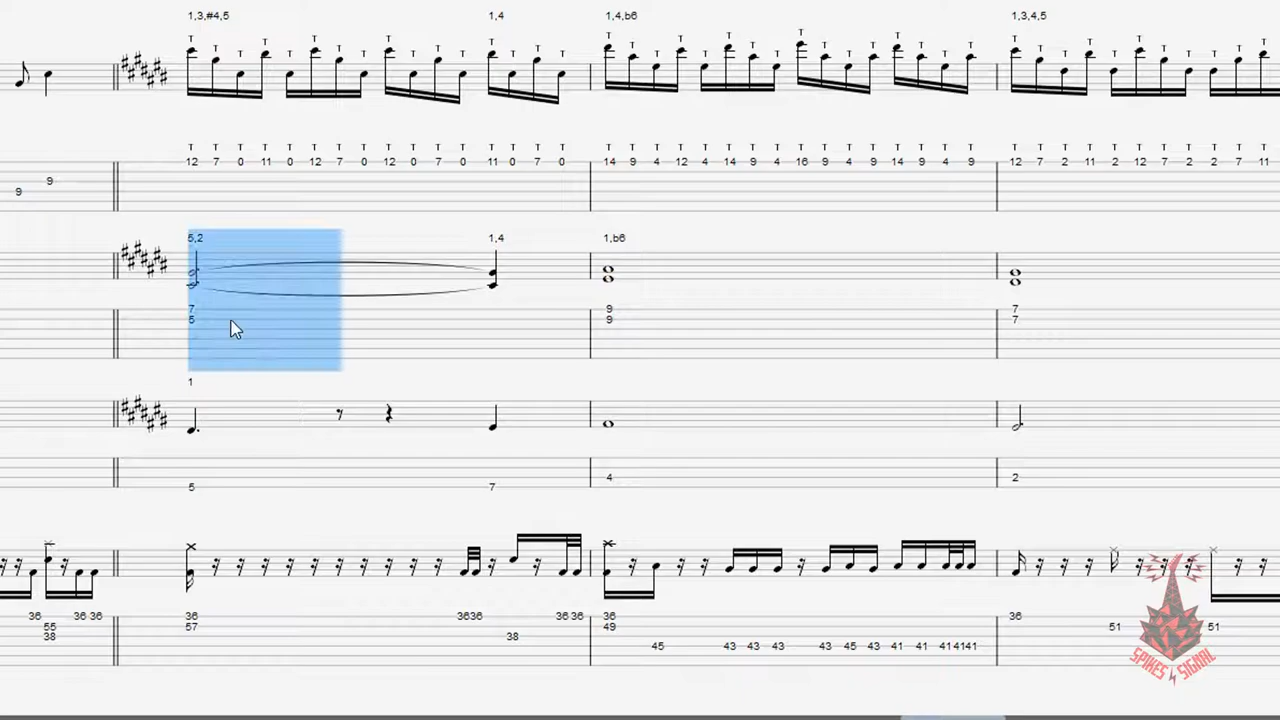 1,3,#4,5 1,4 1,4,b6 1,3,4,5
T T T T T T T T T T T T T T T T T T T T T T T T T T T T T T T T T T T T T T T T T T T
T T T T T T T T T T T T T T T T T T T T T T T T T T T T T T T T T T T T T T T T T T T
12 7 0 11 0 12 7 0 12 0 7 0 11 0 7 0 14 9 4 12 4 14 9 4 16 9 4 9 14 9 4 9 12 7 2 11 2 12 7 2 2 7 11
9
9
5,2 1,4 1,b6
7 9 7
5 9 7
1
4 2
5 7
36 36 36 36 3636 36 36 36 36
55 57 49 51 51
38 38
45 43 43 43 43 45 43 41 41 414141
SPIKES SIGNAL